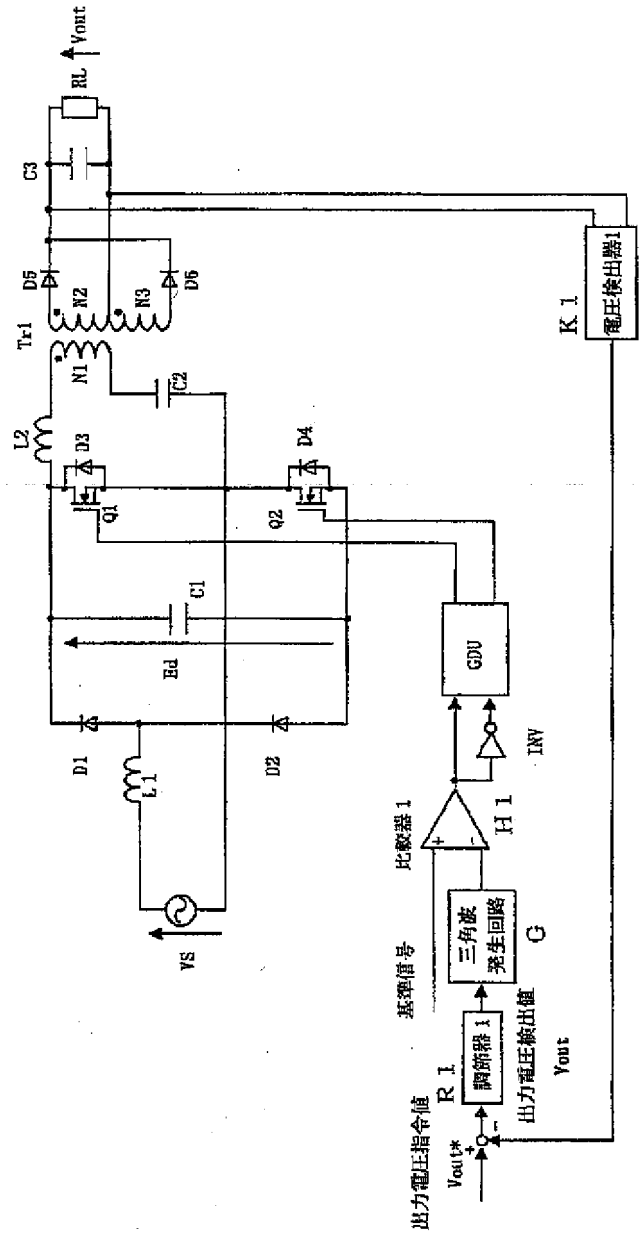 VS
L1
D1
D2
Ed
C1
L2
Q1
D3
Q2
D4
Tr1
N1
N2
N3
C2
D5
D6
C3
RL
Vout
出力電圧指令値
Vout*
+
-
R1
調節器1
出力電圧検出値
Vout
基準信号
三角波
発生回路
G
比較器1
+
-
H1
INV
GDU
K1
電圧検出器1